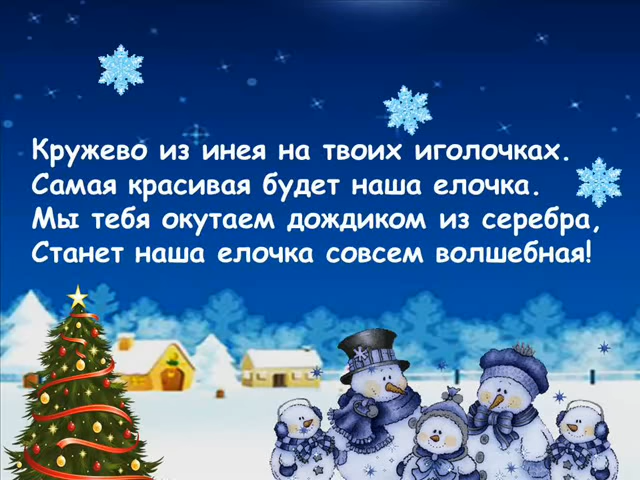 Кружево из инея на твоих иголочках.
Самая красивая будет наша елочка.
Мы тебя окутаем дождиком из серебра,
Станет наша елочка совсем волшебная!